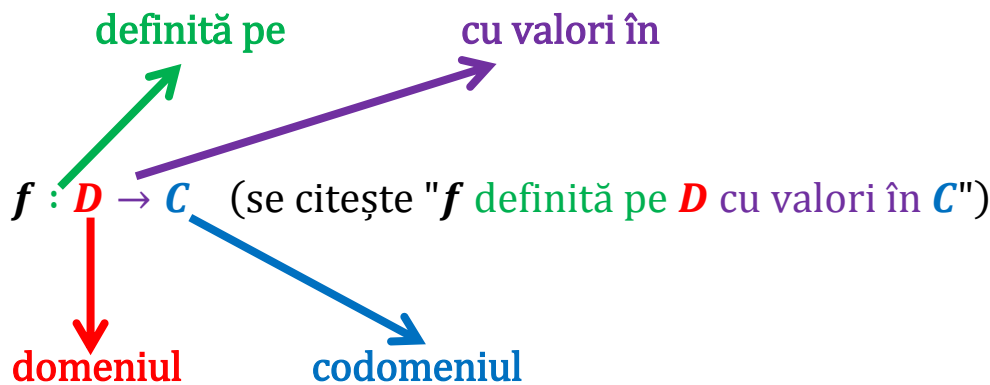 definită pe cu valori în
f : D → C (se citește "f definită pe D cu valori în C")
domeniul codomeniul